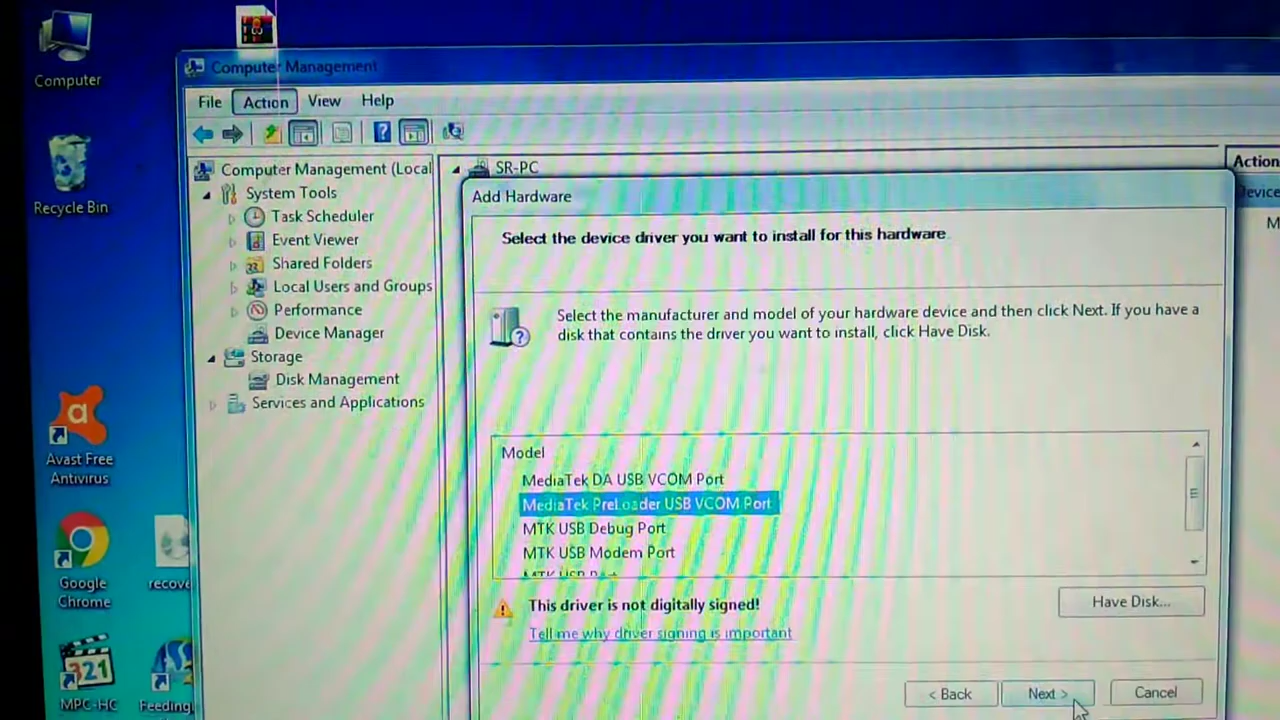 Computer
Recycle Bin
Avast Free
Antivirus
Google
Chrome
MPC-HC
Feeding
Computer Management
File Action View Help
Computer Management (Local
System Tools
Task Scheduler
Event Viewer
Shared Folders
Local Users and Groups
Performance
Device Manager
Storage
Disk Management
Services and Applications
SR-PC
Action
Device
M
Add Hardware
Select the device driver you want to install for this hardware.
Select the manufacturer and model of your hardware device and then click Next. If you have a
disk that contains the driver you want to install, click Have Disk.
Model
MediaTek DA USB VCOM Port
MediaTek PreLoader USB VCOM Port
MTK USB Debug Port
MTK USB Modem Port
This driver is not digitally signed!
Tell me why driver signing is important
Have Disk...
< Back
Next >
Cancel
recove
321